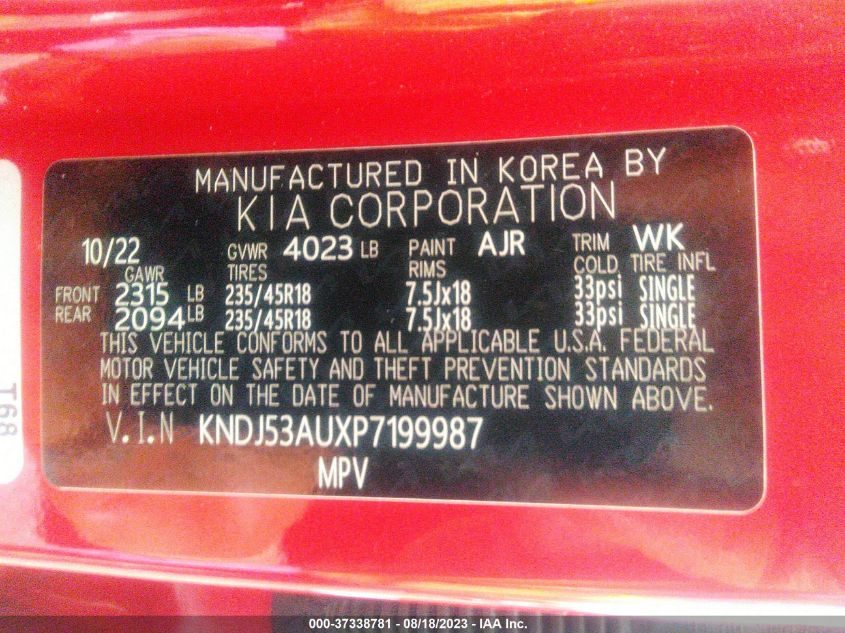 MANUFACTURED IN KOREA BY
KIA CORPORATION
10/22 GVWR 4023 LB PAINT AJR TRIM WK
GAWR TIRES RIMS COLD TIRE INFL
FRONT 2315 LB 235/45R18 7.5Jx18 33psi SINGLE
REAR 2094 LB 235/45R18 7.5Jx18 33psi SINGLE
THIS VEHICLE CONFORMS TO ALL APPLICABLE U.S.A. FEDERAL
MOTOR VEHICLE SAFETY AND THEFT PREVENTION STANDARDS
IN EFFECT ON THE DATE OF MANUFACTURE SHOWN ABOVE.
V.I.N KNDJ53AUXP7199987
MPV
T68
000-37338781 - 08/18/2023 - IAA Inc.